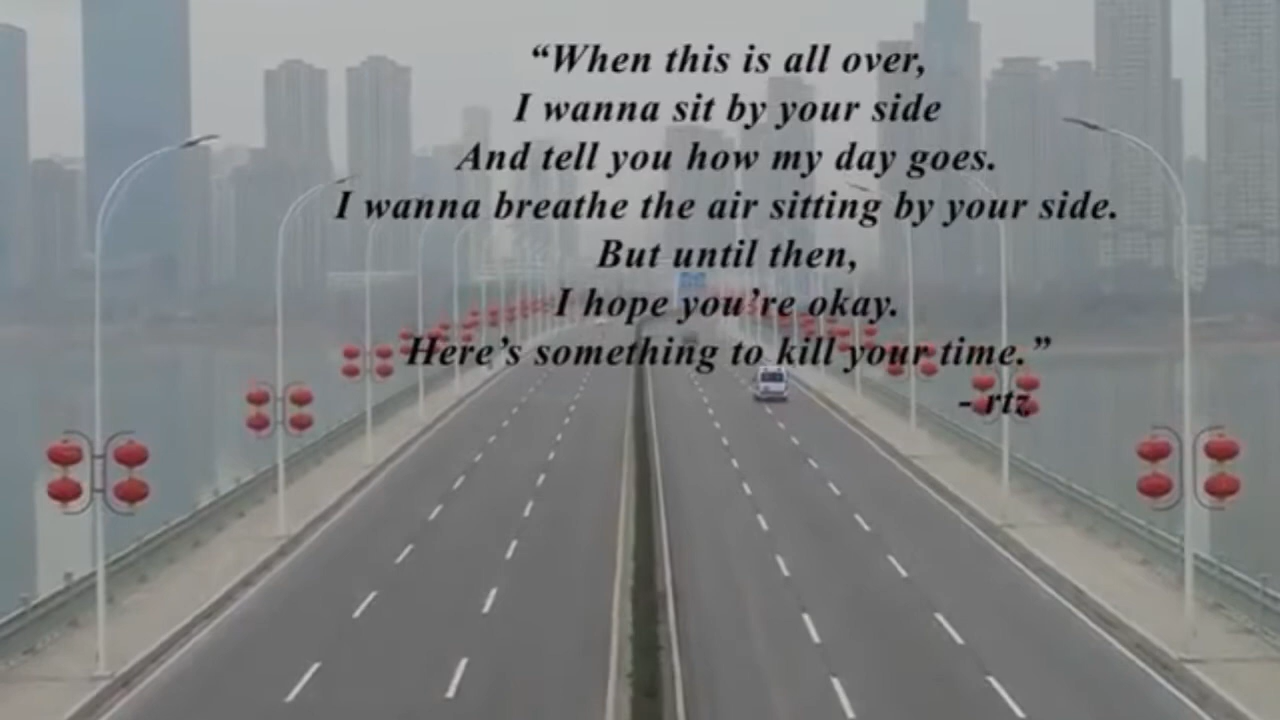 “When this is all over,
I wanna sit by your side
And tell you how my day goes.
I wanna breathe the air sitting by your side.
But until then,
I hope you’re okay.
Here’s something to kill your time.”
- rtz